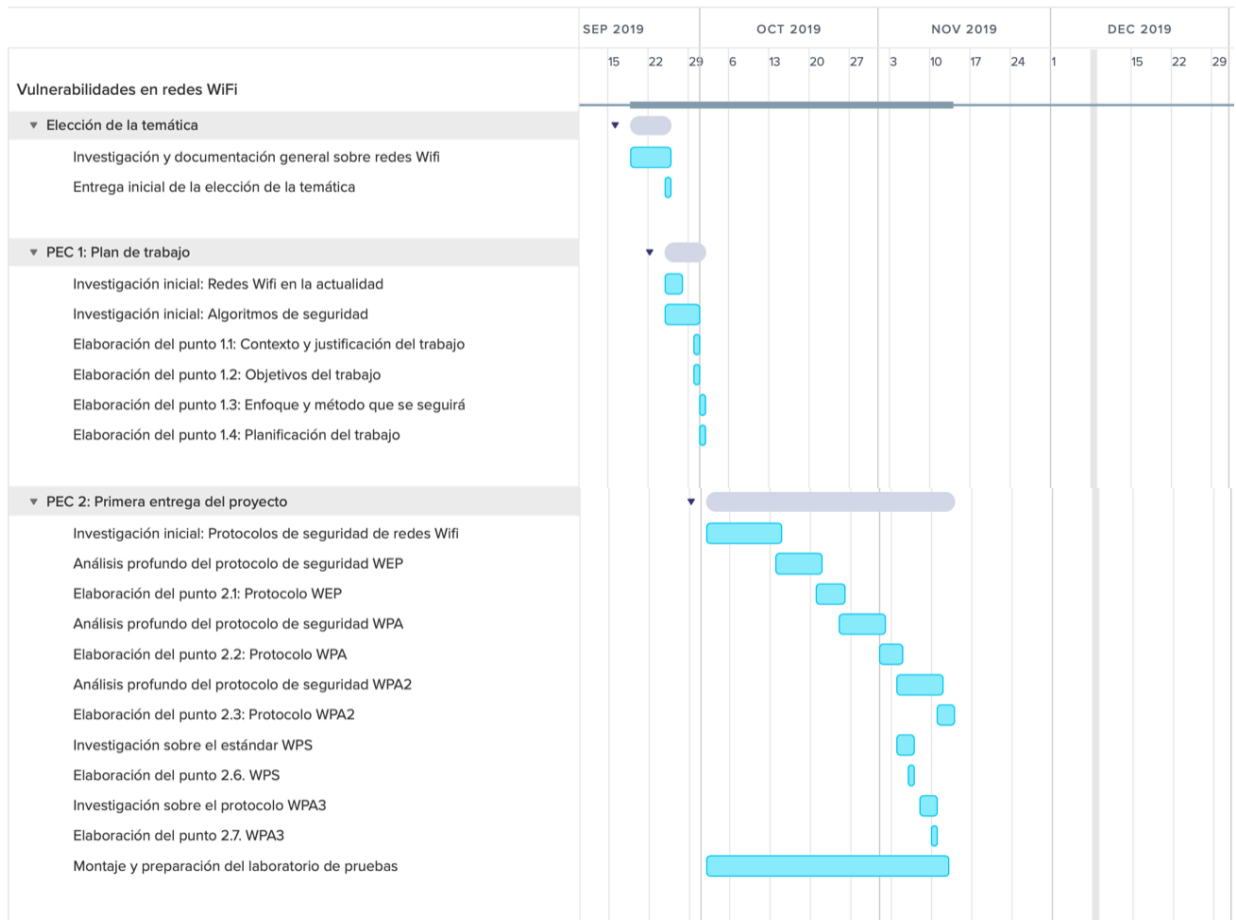 SEP 2019 OCT 2019 NOV 2019 DEC 2019
15 22 29 6 13 20 27 3 10 17 24 1 15 22 29
Vulnerabilidades en redes WiFi
Elección de la temática
Investigación y documentación general sobre redes Wifi
Entrega inicial de la elección de la temática
PEC 1: Plan de trabajo
Investigación inicial: Redes Wifi en la actualidad
Investigación inicial: Algoritmos de seguridad
Elaboración del punto 1.1: Contexto y justificación del trabajo
Elaboración del punto 1.2: Objetivos del trabajo
Elaboración del punto 1.3: Enfoque y método que se seguirá
Elaboración del punto 1.4: Planificación del trabajo
PEC 2: Primera entrega del proyecto
Investigación inicial: Protocolos de seguridad de redes Wifi
Análisis profundo del protocolo de seguridad WEP
Elaboración del punto 2.1: Protocolo WEP
Análisis profundo del protocolo de seguridad WPA
Elaboración del punto 2.2: Protocolo WPA
Análisis profundo del protocolo de seguridad WPA2
Elaboración del punto 2.3: Protocolo WPA2
Investigación sobre el estándar WPS
Elaboración del punto 2.6. WPS
Investigación sobre el protocolo WPA3
Elaboración del punto 2.7. WPA3
Montaje y preparación del laboratorio de pruebas